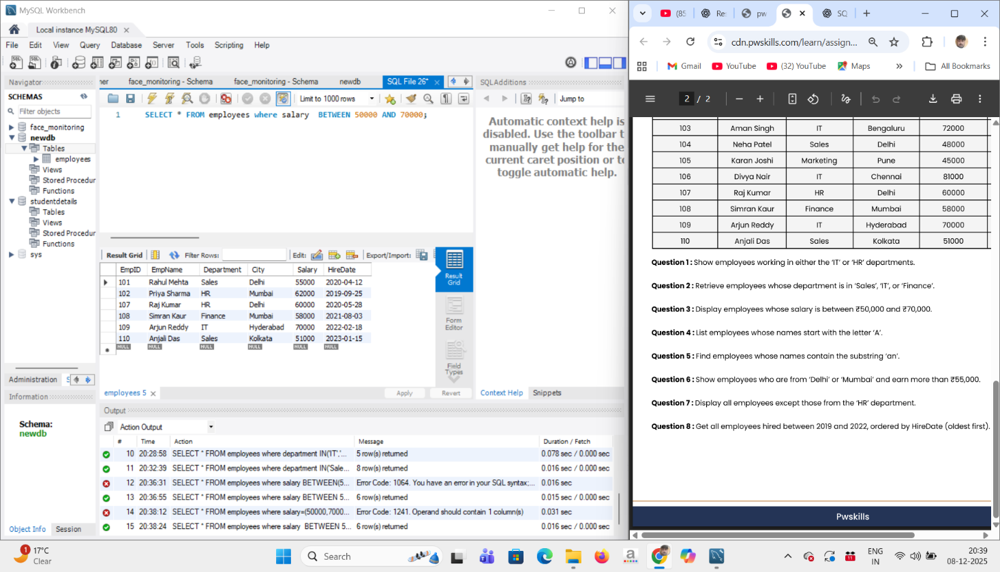 MySQL Workbench
Local instance MySQL80
File Edit View Query Database Server Tools Scripting Help
Navigator
SCHEMAS
Filter objects
face_monitoring
newdb
Tables
employees
Views
Stored Procedur
Functions
studentdetails
Tables
Views
Stored Procedur
Functions
sys
Administration S
Information
Schema:
newdb
Object Info Session
ner face_monitoring - Schema face_monitoring - Schema newdb SQL File 26*
Limit to 1000 rows
1 SELECT * FROM employees where salary BETWEEN 50000 AND 70000;
Result Grid Filter Rows: Edit: Export/Import:
EmpID EmpName Department City Salary HireDate
101 Rahul Mehta Sales Delhi 55000 2020-04-12
102 Priya Sharma HR Mumbai 62000 2019-09-25
107 Raj Kumar HR Delhi 60000 2020-05-28
108 Simran Kaur Finance Mumbai 58000 2021-08-03
109 Arjun Reddy IT Hyderabad 70000 2022-02-18
110 Anjali Das Sales Kolkata 51000 2023-01-15
NULL NULL NULL NULL NULL NULL
Result Grid
Form Editor
Field Types
employees 5
Apply Revert
SQLAdditions
Jump to
Automatic context help is
disabled. Use the toolbar t
manually get help for the
current caret position or to
toggle automatic help.
Context Help Snippets
Output
Action Output
# Time Action Message Duration / Fetch
10 20:28:58 SELECT * FROM employees where department IN('IT','... 5 row(s) returned 0.078 sec / 0.000 sec
11 20:32:39 SELECT * FROM employees where department IN('Sale... 8 row(s) returned 0.016 sec / 0.000 sec
12 20:36:31 SELECT * FROM employees where salary BETWEEN(5... Error Code: 1064. You have an error in your SQL syntax;... 0.016 sec
13 20:36:55 SELECT * FROM employees where salary BETWEEN 5... 6 row(s) returned 0.015 sec / 0.000 sec
14 20:38:12 SELECT * FROM employees where salary=(50000,7000... Error Code: 1241. Operand should contain 1 column(s) 0.031 sec
15 20:38:24 SELECT * FROM employees where salary BETWEEN 5... 6 row(s) returned 0.016 sec / 0.000 sec
(85 Re: pw SQ
cdn.pwskills.com/learn/assign...
Gmail YouTube (32) YouTube Maps » All Bookmarks
2 / 2
103 Aman Singh IT Bengaluru 72000
104 Neha Patel Sales Delhi 48000
105 Karan Joshi Marketing Pune 45000
106 Divya Nair IT Chennai 81000
107 Raj Kumar HR Delhi 60000
108 Simran Kaur Finance Mumbai 58000
109 Arjun Reddy IT Hyderabad 70000
110 Anjali Das Sales Kolkata 51000
Question 1 : Show employees working in either the ‘IT’ or ‘HR’ departments.
Question 2 : Retrieve employees whose department is in ‘Sales’, ‘IT’, or ‘Finance’.
Question 3 : Display employees whose salary is between ₹50,000 and ₹70,000.
Question 4 : List employees whose names start with the letter ‘A’.
Question 5 : Find employees whose names contain the substring ‘an’.
Question 6 : Show employees who are from ‘Delhi’ or ‘Mumbai’ and earn more than ₹55,000.
Question 7 : Display all employees except those from the ‘HR’ department.
Question 8 : Get all employees hired between 2019 and 2022, ordered by HireDate (oldest first).
Pwskills
1 17°C
Clear
Search
ENG
IN
20:39
08-12-2025